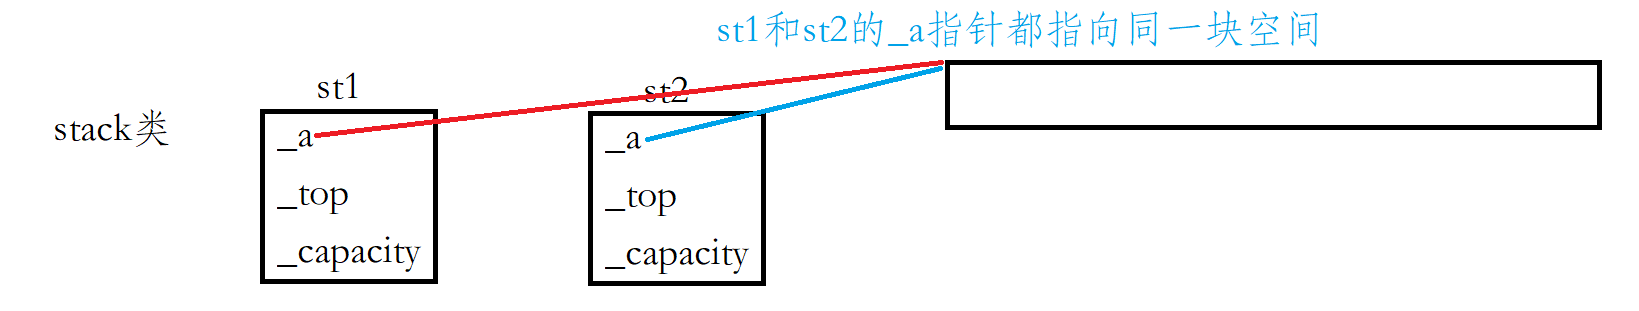 st1和st2的_a指针都指向同一块空间
st1
st2
stack类
_a
_top
_capacity
_a
_top
_capacity